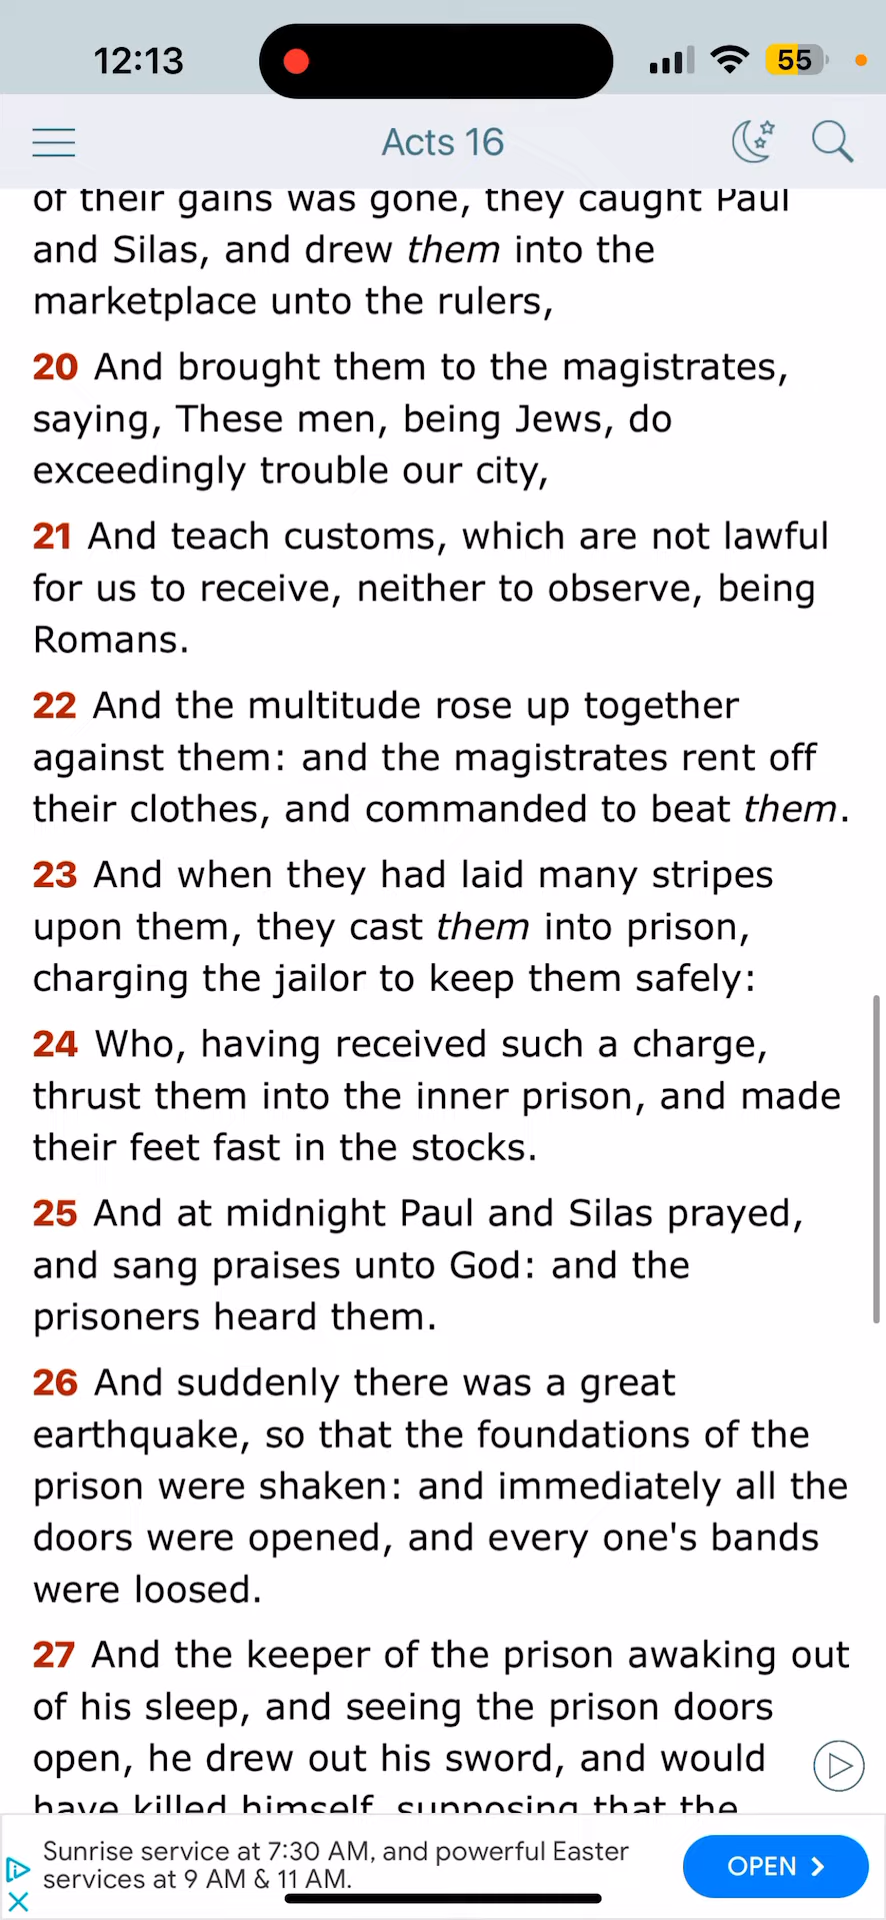 12:13
55
Acts 16
of their gains was gone, they caught Paul
and Silas, and drew them into the
marketplace unto the rulers,
20 And brought them to the magistrates,
saying, These men, being Jews, do
exceedingly trouble our city,
21 And teach customs, which are not lawful
for us to receive, neither to observe, being
Romans.
22 And the multitude rose up together
against them: and the magistrates rent off
their clothes, and commanded to beat them.
23 And when they had laid many stripes
upon them, they cast them into prison,
charging the jailor to keep them safely:
24 Who, having received such a charge,
thrust them into the inner prison, and made
their feet fast in the stocks.
25 And at midnight Paul and Silas prayed,
and sang praises unto God: and the
prisoners heard them.
26 And suddenly there was a great
earthquake, so that the foundations of the
prison were shaken: and immediately all the
doors were opened, and every one's bands
were loosed.
27 And the keeper of the prison awaking out
of his sleep, and seeing the prison doors
open, he drew out his sword, and would
have killed himself, supposing that the
Sunrise service at 7:30 AM, and powerful Easter
services at 9 AM & 11 AM.
OPEN